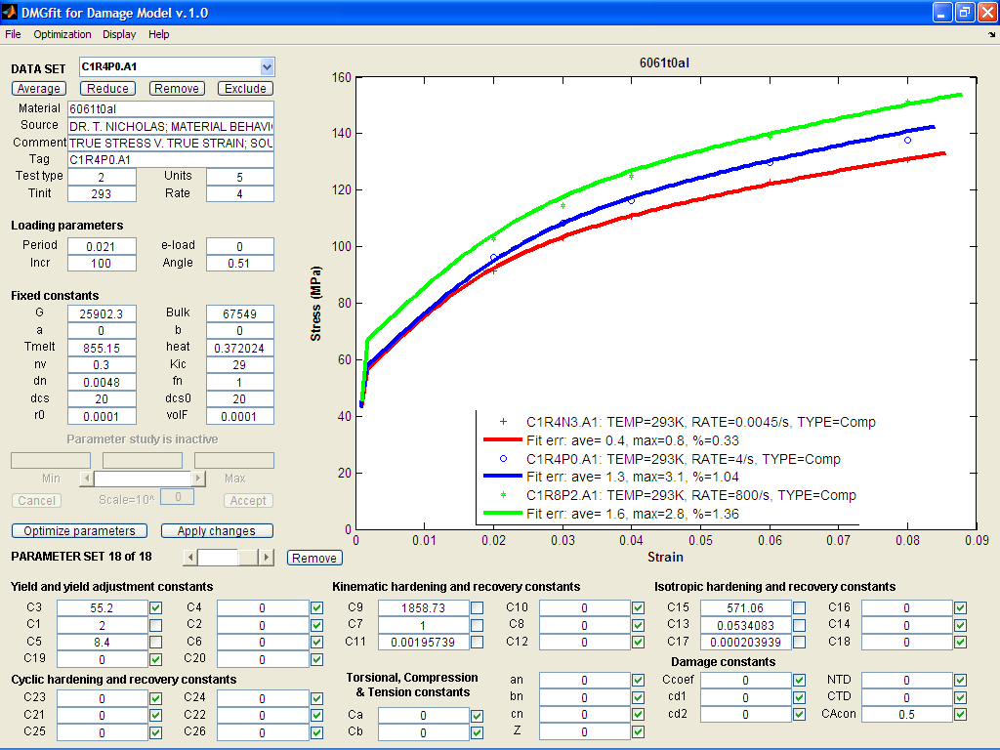 DMGfit for Damage Model v.1.0
File Optimization Display Help
DATA SET C1R4P0.A1
Average Reduce Remove Exclude
Material 6061t0al
Source DR. T. NICHOLAS; MATERIAL BEHAVI
Comment TRUE STRESS V. TRUE STRAIN; SOU
Tag C1R4P0.A1
Test type 2 Units 5
Tinit 293 Rate 4
Loading parameters
Period 0.021 e-load 0
Incr 100 Angle 0.51
Fixed constants
G 25902.3 Bulk 67549
a 0 b 0
Tmelt 855.15 heat 0.372024
nv 0.3 Kic 29
dn 0.0048 fn 1
dcs 20 dcs0 20
r0 0.0001 volF 0.0001
Parameter study is inactive
Min Max
Cancel Scale=10^ 0 Accept
Optimize parameters Apply changes
PARAMETER SET 18 of 18 Remove
6061t0al
160
140
120
100
80
60
40
20
0
Stress (MPa)
0 0.01 0.02 0.03 0.04 0.05 0.06 0.07 0.08 0.09
Strain
C1R4N3.A1: TEMP=293K, RATE=0.0045/s, TYPE=Comp
Fit err: ave= 0.4, max=0.8, %=0.33
C1R4P0.A1: TEMP=293K, RATE=4/s, TYPE=Comp
Fit err: ave= 1.3, max=3.1, %=1.04
C1R8P2.A1: TEMP=293K, RATE=800/s, TYPE=Comp
Fit err: ave= 1.6, max=2.8, %=1.36
Yield and yield adjustment constants
C3 55.2 C4 0
C1 2 C2 0
C5 8.4 C6 0
C19 0 C20 0
Cyclic hardening and recovery constants
C23 0 C24 0
C21 0 C22 0
C25 0 C26 0
Kinematic hardening and recovery constants
C9 1858.73 C10 0
C7 1 C8 0
C11 0.00195739 C12 0
Torsional, Compression
& Tension constants
Ca 0
Cb 0
an 0
bn 0
cn 0
Z 0
Isotropic hardening and recovery constants
C15 571.06 C16 0
C13 0.0534083 C14 0
C17 0.000203939 C18 0
Damage constants
Ccoef 0 NTD 0
cd1 0 CTD 0
cd2 0 CAcon 0.5